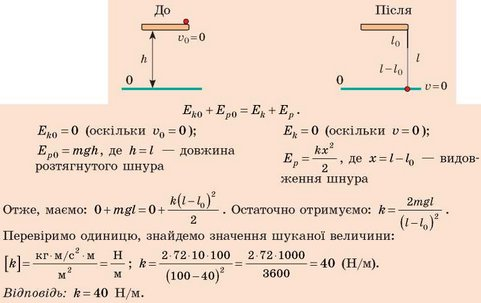 До Після
v₀=0 l₀
h l
l−l₀
0 0 v=0
Eₖ₀ + Eₚ₀ = Eₖ + Eₚ.
Eₖ₀ = 0 (оскільки v₀ = 0); Eₖ = 0 (оскільки v = 0);
Eₚ₀ = mgh, де h = l — довжина розтягнутого шнура
Eₚ = kx²/2, де x = l − l₀ — видовження шнура
Отже, маємо: 0 + mgl = 0 + k(l − l₀)²/2. Остаточно отримуємо: k = 2mgl/(l − l₀)².
Перевіримо одиницю, знайдемо значення шуканої величини:
[k] = кг·м/с²·м/м² = Н/м; k = 2·72·10·100/(100−40)² = 2·72·1000/3600 = 40 (Н/м).
Відповідь: k = 40 Н/м.